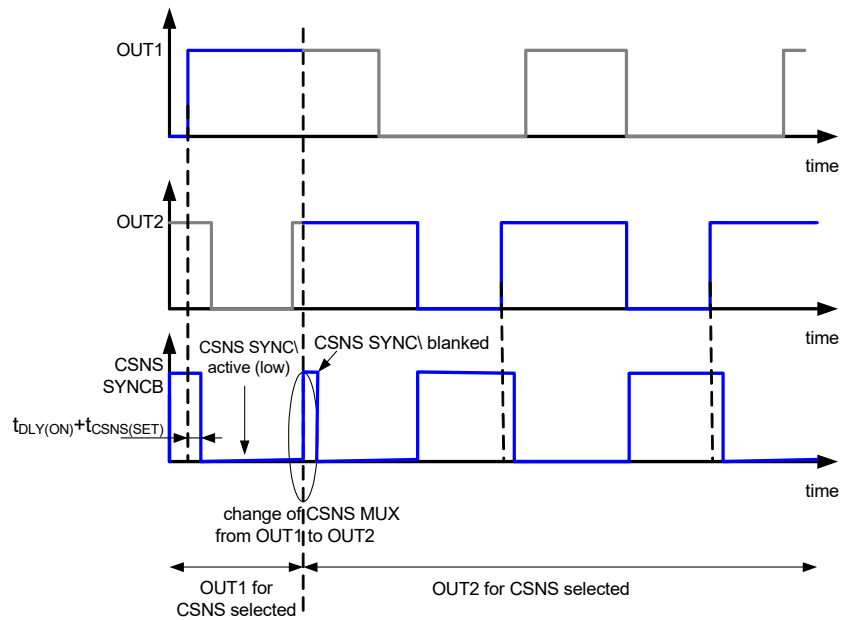 OUT1
time
OUT2
time
CSNS
SYNCB
CSNS SYNC\
active (low)
CSNS SYNC\ blanked
tDLY(ON)+tCSNS(SET)
time
change of CSNS MUX
from OUT1 to OUT2
OUT1 for
CSNS selected
OUT2 for CSNS selected